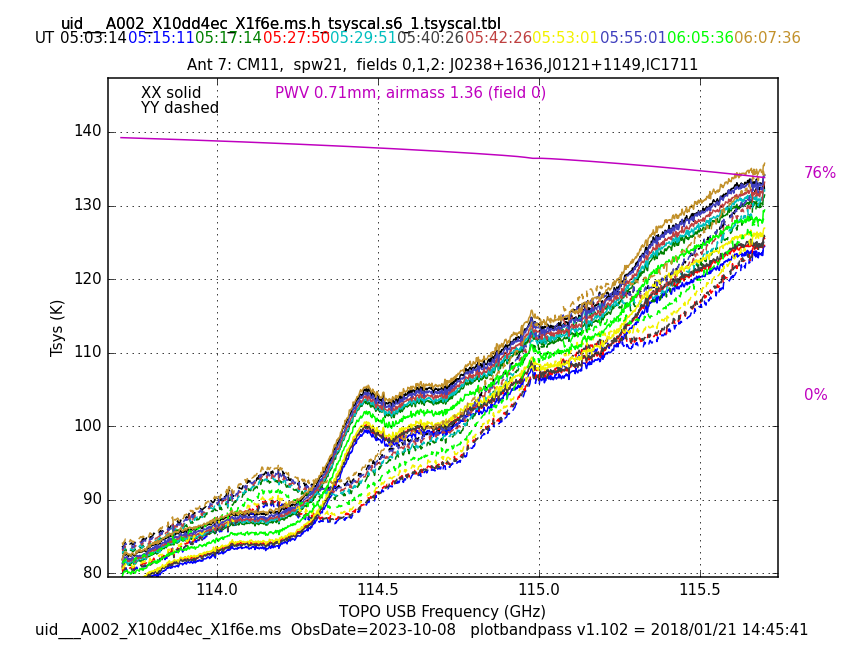 uid___A002_X10dd4ec_X1f6e.ms.h_tsyscal.s6_1.tsyscal.tbl
UT 05:03:14 05:15:11 05:17:14 05:27:50 05:29:51 05:40:26 05:42:26 05:53:01 05:55:01 06:05:36 06:07:36
Ant 7: CM11,  spw21,  fields 0,1,2: J0238+1636,J0121+1149,IC1711
XX solid
PWV 0.71mm, airmass 1.36 (field 0)
YY dashed
140
130
120
110
100
90
80
76%
0%
Tsys (K)
114.0 114.5 115.0 115.5
TOPO USB Frequency (GHz)
uid___A002_X10dd4ec_X1f6e.ms  ObsDate=2023-10-08   plotbandpass v1.102 = 2018/01/21 14:45:41